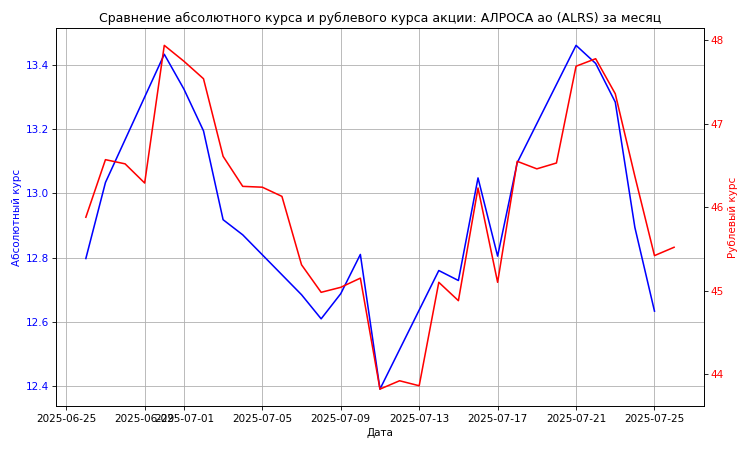 Сравнение абсолютного курса и рублевого курса акции: АЛРОСА ао (ALRS) за месяц
Абсолютный курс
13.4
13.2
13.0
12.8
12.6
12.4
48
47
46
45
44
Рублевый курс
2025-06-25 2025-06-29 2025-07-01 2025-07-05 2025-07-09 2025-07-13 2025-07-17 2025-07-21 2025-07-25
Дата